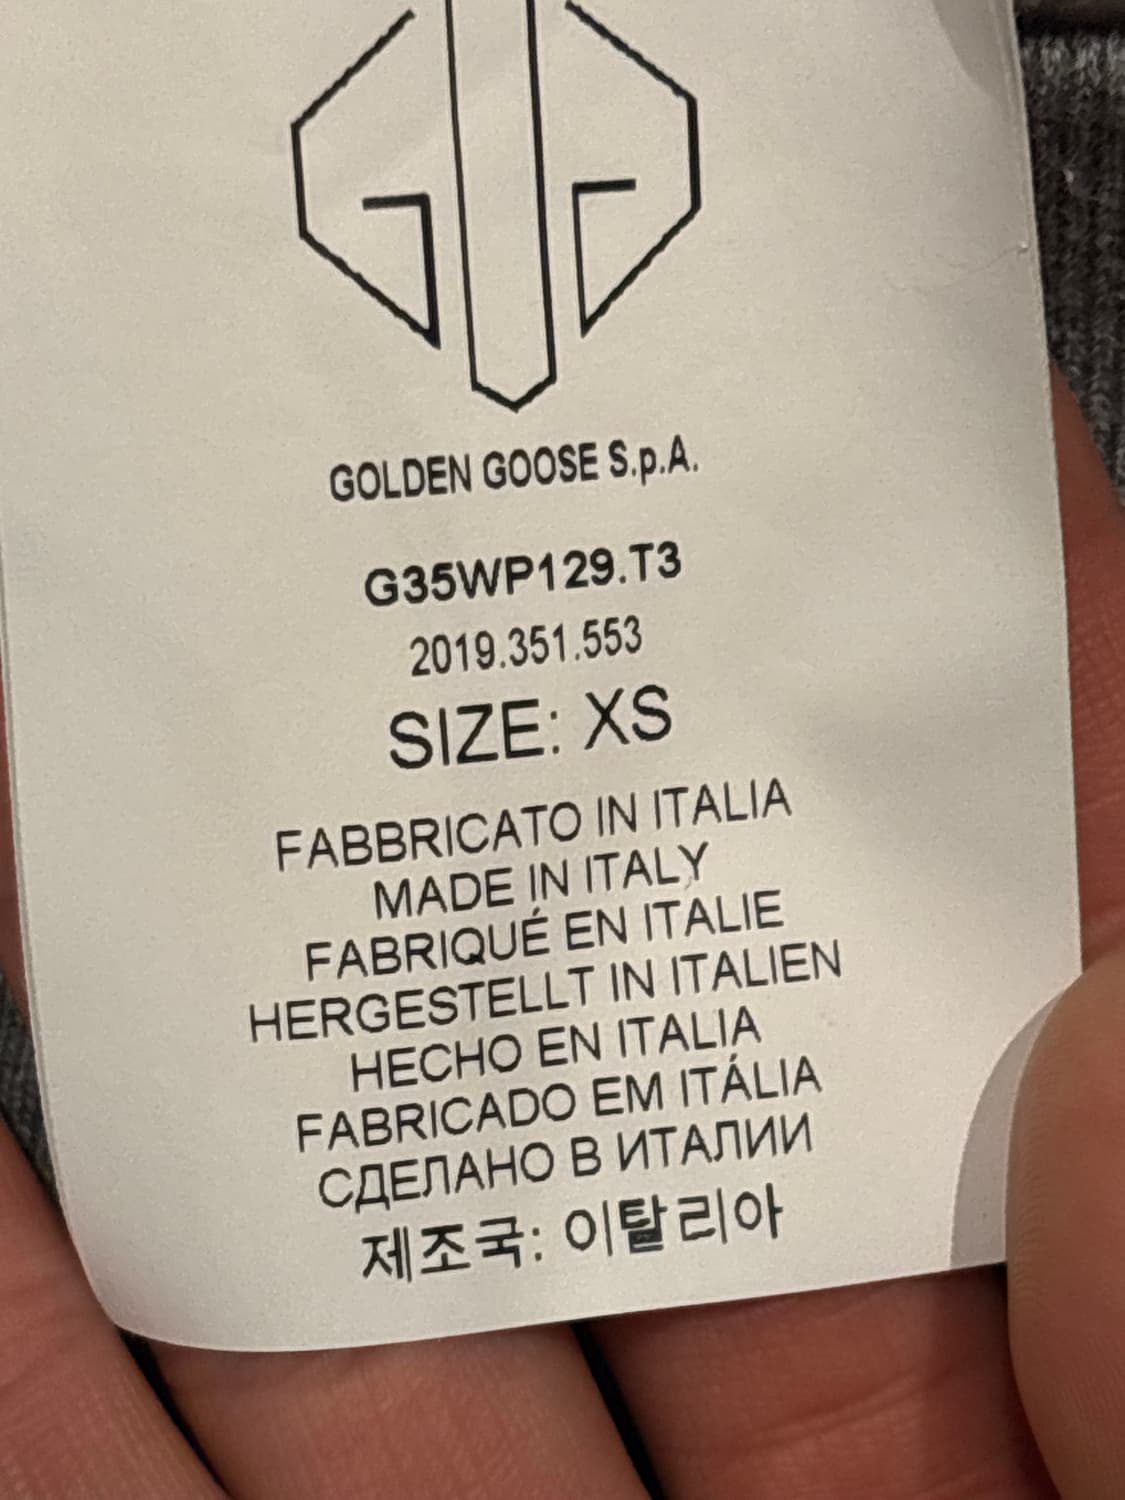 GOLDEN GOOSE S.p.A.
G35WP129.T3
2019.351.553
SIZE: XS
FABBRICATO IN ITALIA
MADE IN ITALY
FABRIQUÉ EN ITALIE
HERGESTELLT IN ITALIEN
HECHO EN ITALIA
FABRICADO EM ITÁLIA
СДЕЛАНО В ИТАЛИИ
제조국: 이탈리아